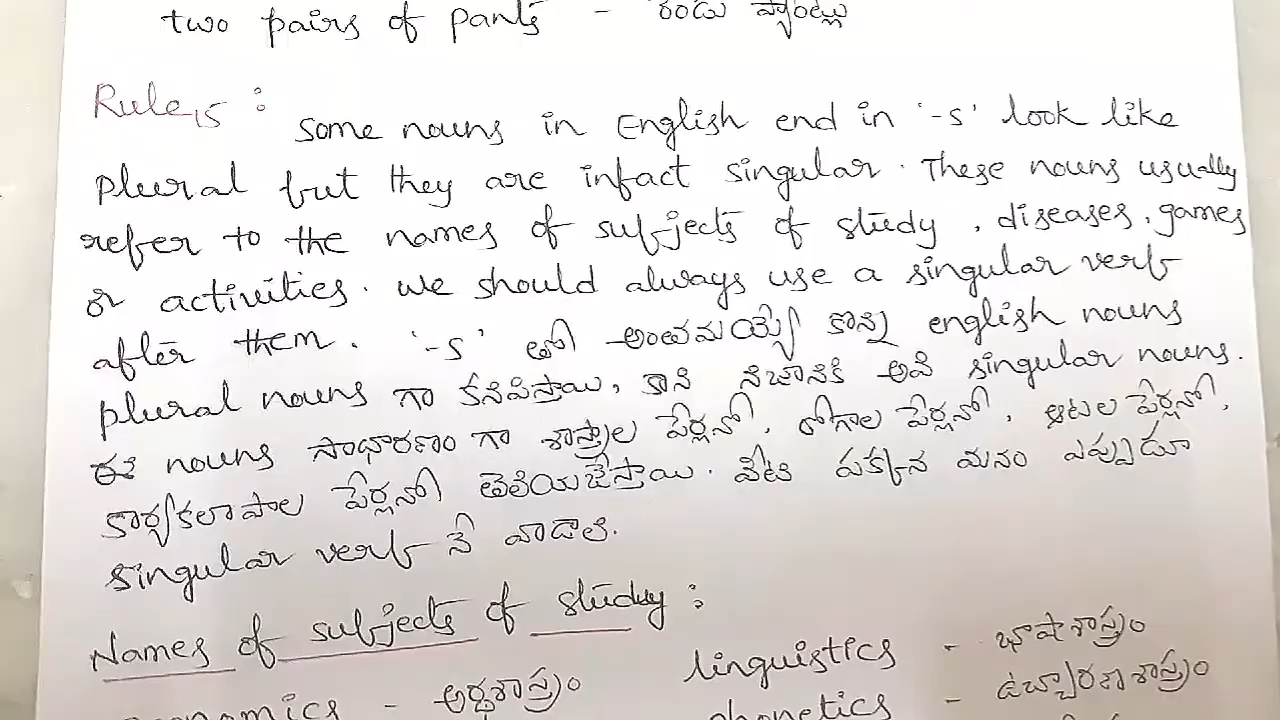 two pairs of pants - రెండు ప్యాంట్లు
Rule 15 :
Some nouns in English end in '-s' look like
plural but they are infact singular. These nouns usually
refer to the names of subjects of study, diseases, games
or activities. We should always use a singular verb
after them. '-s' తో అంతమయ్యే కొన్ని english nouns
plural nouns గా కనిపిస్తాయి, కాని నిజానికి అవి singular nouns.
ఈ nouns సాధారణం గా శాస్త్రాల పేర్లనో, రోగాల పేర్లనో, ఆటల పేర్లనో,
కార్యకలాపాల పేర్లనో తెలియజేస్తాయి. వీటి పక్కన మనం ఎప్పుడూ
singular verb నే వాడాలి.
Names of subjects of study :
economics - అర్థశాస్త్రం
linguistics - భాషాశాస్త్రం
phonetics - ఉచ్చారణశాస్త్రం